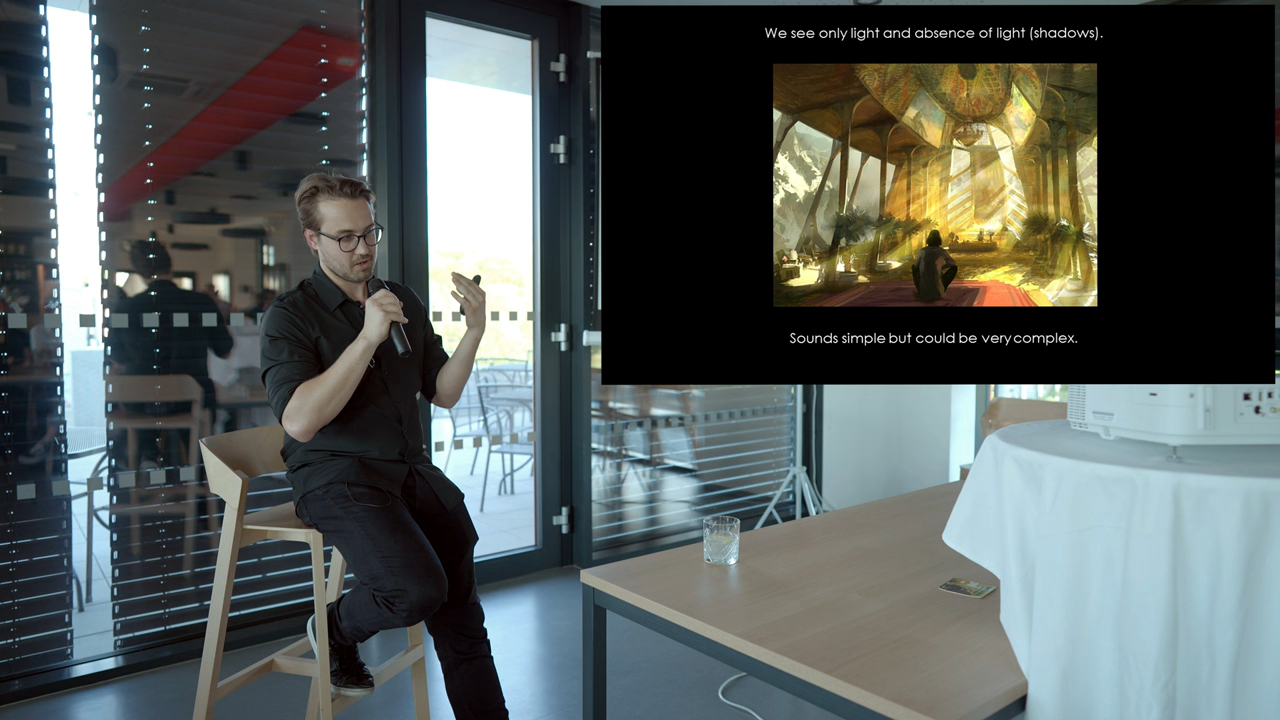 We see only light and absence of light (shadows).
Sounds simple but could be very complex.